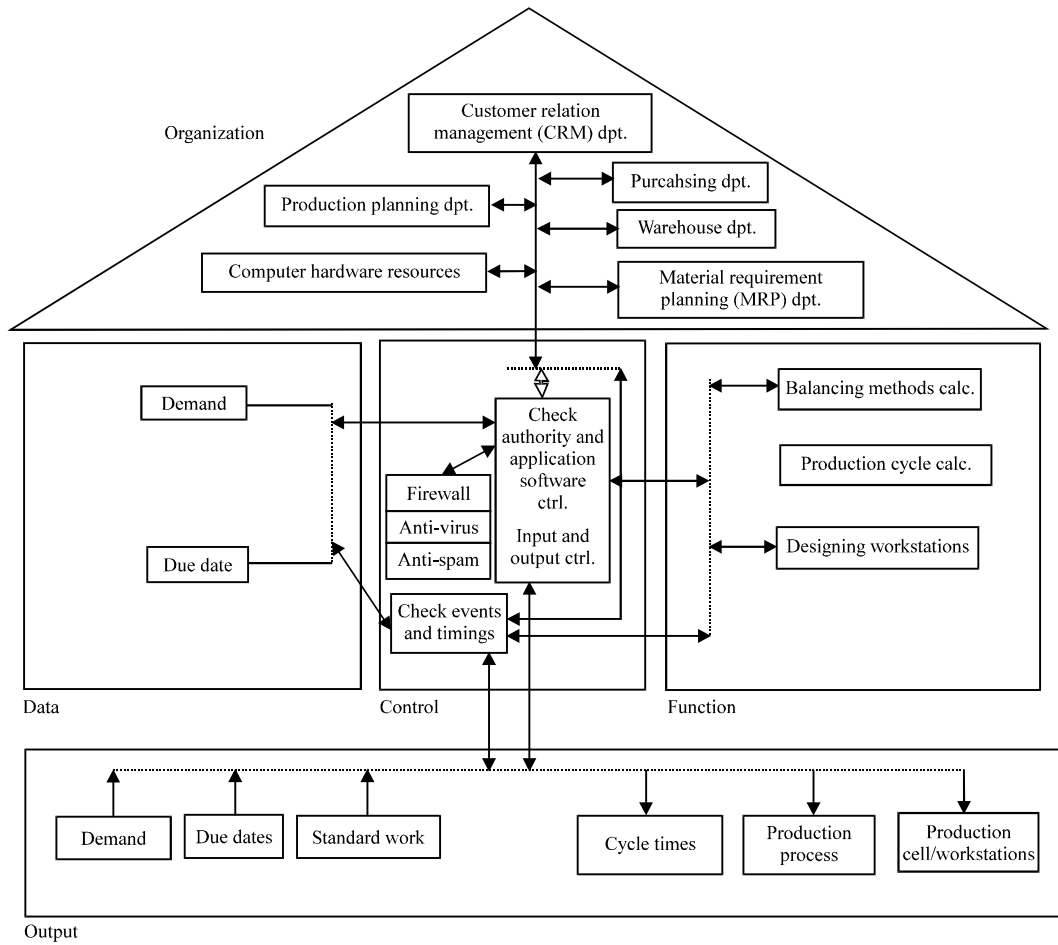 Organization
Customer relation
management (CRM) dpt.
Purcahsing dpt.
Production planning dpt.
Warehouse dpt.
Computer hardware resources
Material requirement
planning (MRP) dpt.
Demand
Due date
Data
Check
authority and
application
software
ctrl.
Input and
output ctrl.
Firewall
Anti-virus
Anti-spam
Check events
and timings
Control
Balancing methods calc.
Production cycle calc.
Designing workstations
Function
Demand
Due dates
Standard work
Cycle times
Production
process
Production
cell/workstations
Output